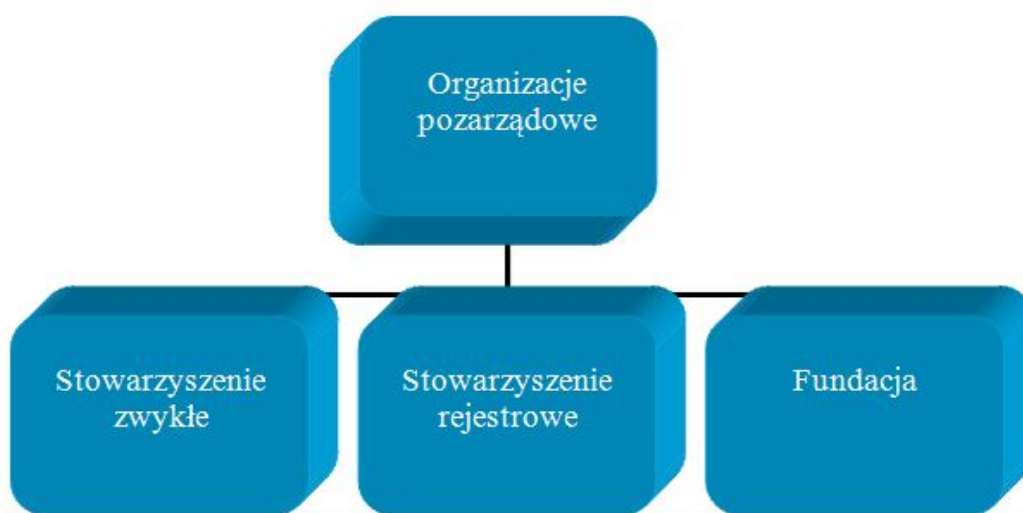 Organizacje
pozarządowe
Stowarzyszenie
zwykłe
Stowarzyszenie
rejestrowe
Fundacja